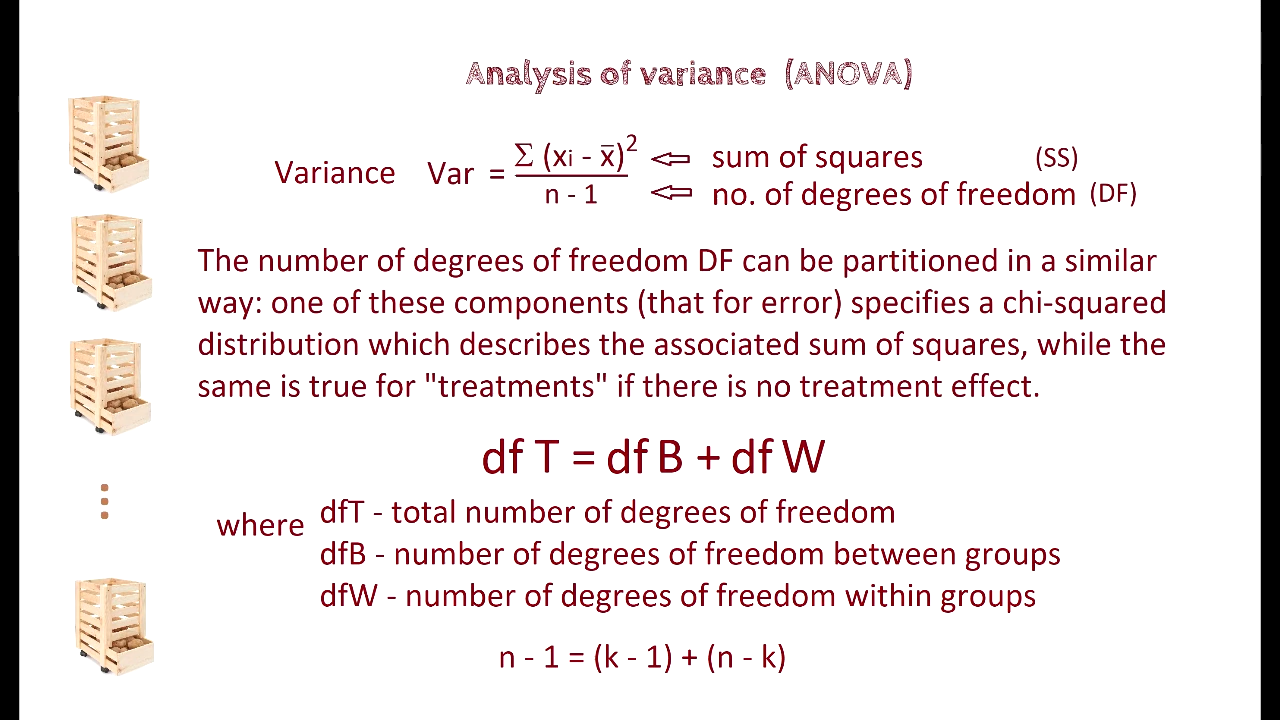 Analysis of variance (ANOVA)
Variance Var = Σ (xi - x̄)² / n - 1
sum of squares (SS)
no. of degrees of freedom (DF)
The number of degrees of freedom DF can be partitioned in a similar
way: one of these components (that for error) specifies a chi-squared
distribution which describes the associated sum of squares, while the
same is true for "treatments" if there is no treatment effect.
df T = df B + df W
where
dfT - total number of degrees of freedom
dfB - number of degrees of freedom between groups
dfW - number of degrees of freedom within groups
n - 1 = (k - 1) + (n - k)